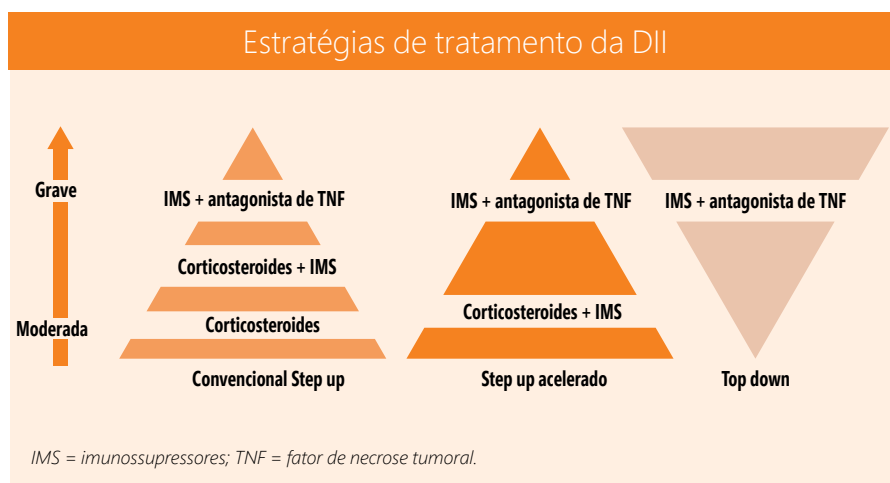 Estratégias de tratamento da DII
Grave
IMS + antagonista de TNF
IMS + antagonista de TNF
IMS + antagonista de TNF
Corticosteroides + IMS
Corticosteroides + IMS
Moderada
Corticosteroides
Convencional Step up
Step up acelerado
Top down
IMS = imunossupressores; TNF = fator de necrose tumoral.